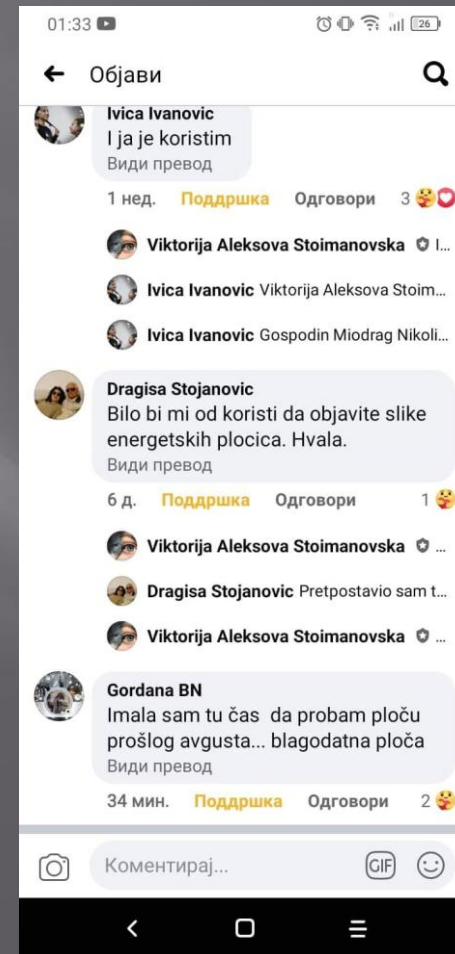 01:33
26
Објави
Ivica Ivanovic
I ja je koristim
Види превод
1 нед. Поддршка Одговори 3
Viktorija Aleksova Stoimanovska I...
Ivica Ivanovic Viktorija Aleksova Stoim...
Ivica Ivanovic Gospodin Miodrag Nikoli...
Dragisa Stojanovic
Bilo bi mi od koristi da objavite slike
energetskih plocica. Hvala.
Види превод
6 д. Поддршка Одговори 1
Viktorija Aleksova Stoimanovska ...
Dragisa Stojanovic Pretpostavio sam t...
Viktorija Aleksova Stoimanovska ...
Gordana BN
Imala sam tu čas da probam ploču
prošlog avgusta... blagodatna ploča
Види превод
34 мин. Поддршка Одговори 2
Коментирај...
GIF